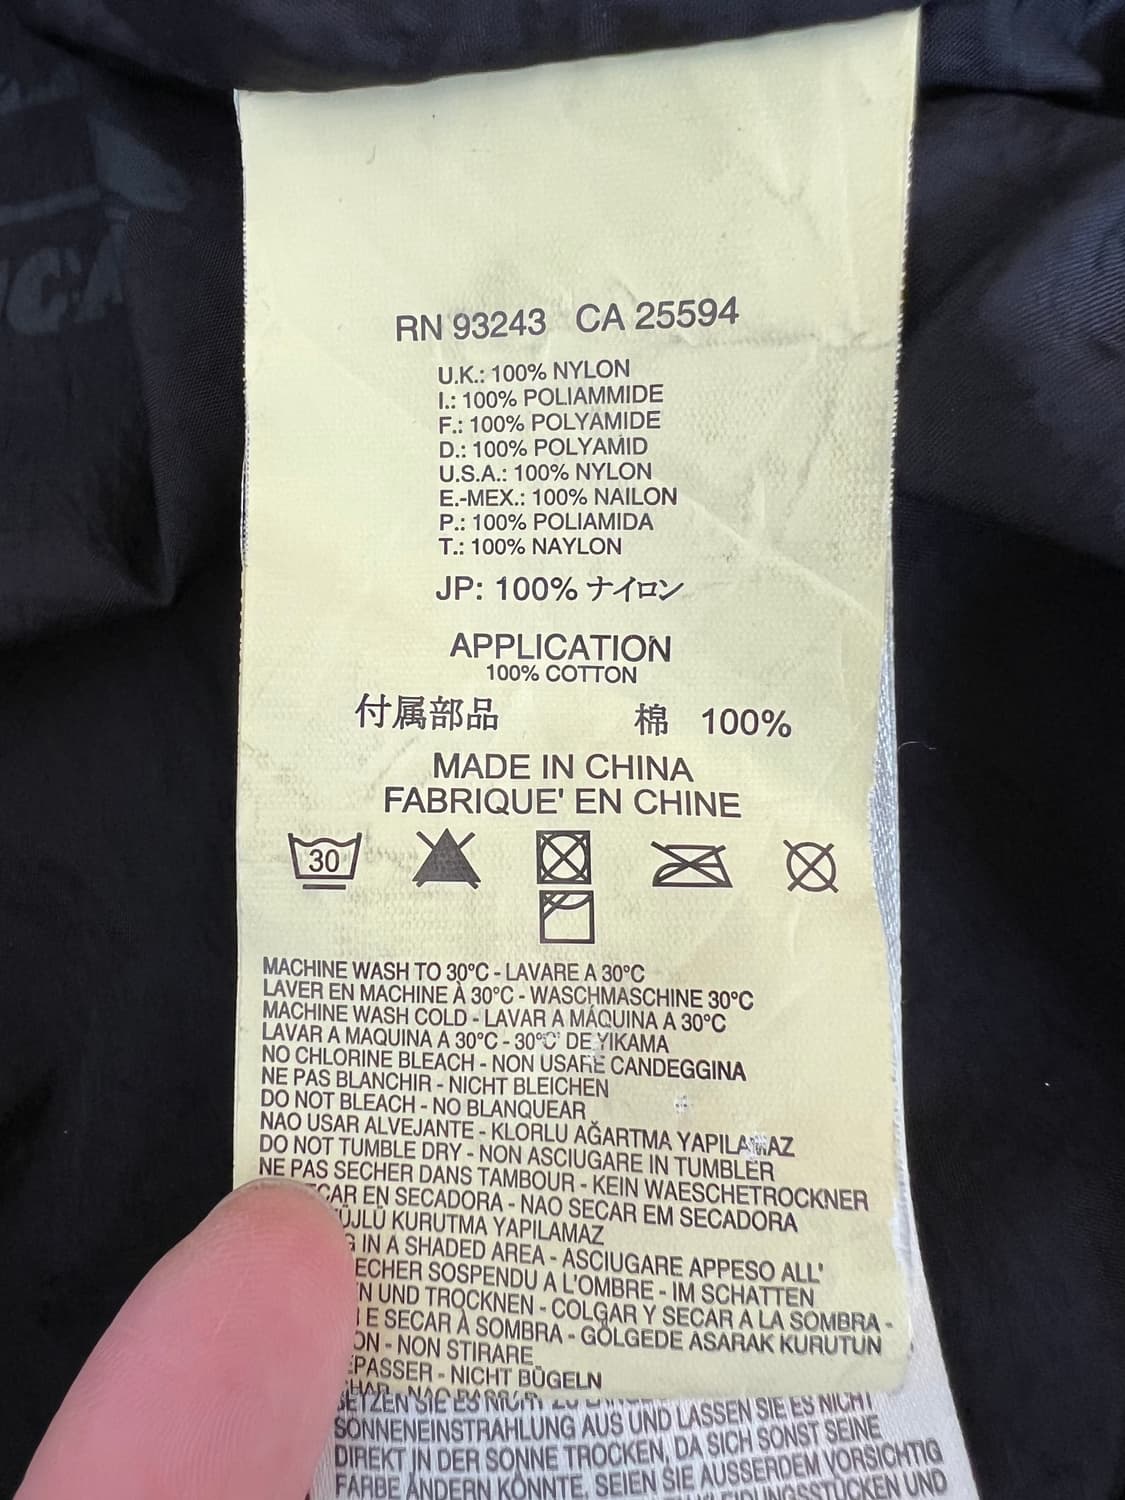 RN 93243 CA 25594
U.K.: 100% NYLON
I.: 100% POLIAMMIDE
F.: 100% POLYAMIDE
D.: 100% POLYAMID
U.S.A.: 100% NYLON
E.-MEX.: 100% NAILON
P.: 100% POLIAMIDA
T.: 100% NAYLON
JP: 100% ナイロン
APPLICATION
100% COTTON
付属部品 棉 100%
MADE IN CHINA
FABRIQUE' EN CHINE
30
MACHINE WASH TO 30°C - LAVARE A 30°C
LAVER EN MACHINE À 30°C - WASCHMASCHINE 30°C
MACHINE WASH COLD - LAVAR A MÁQUINA A 30°C
LAVAR A MAQUINA A 30°C - 30°C' DE YIKAMA
NO CHLORINE BLEACH - NON USARE CANDEGGINA
NE PAS BLANCHIR - NICHT BLEICHEN
DO NOT BLEACH - NO BLANQUEAR
NAO USAR ALVEJANTE - KLORLU AĞARTMA YAPILAMAZ
DO NOT TUMBLE DRY - NON ASCIUGARE IN TUMBLER
NE PAS SECHER DANS TAMBOUR - KEIN WAESCHETROCKNER
EN SECADORA - NAO SECAR EM SECADORA
KURUTMA YAPILAMAZ
IN A SHADED AREA - ASCIUGARE APPESO ALL'
SOSPENDU A L'OMBRE - IM SCHATTEN
UND TROCKNEN - COLGAR Y SECAR A LA SOMBRA -
E SECAR À SOMBRA - GÖLGEDE ASARAK KURUTUN
- NON STIRARE
- NICHT BÜGELN
SIE ES NICHT
SONNENEINSTRAHLUNG AUS UND LASSEN SIE ES NICHT
DIREKT IN DER SONNE TROCKEN, DA SICH SONST SEINE
FARBE ÄNDERN KÖNNTE, SEIEN SIE AUSSERDEM VORSICHTIG
UND